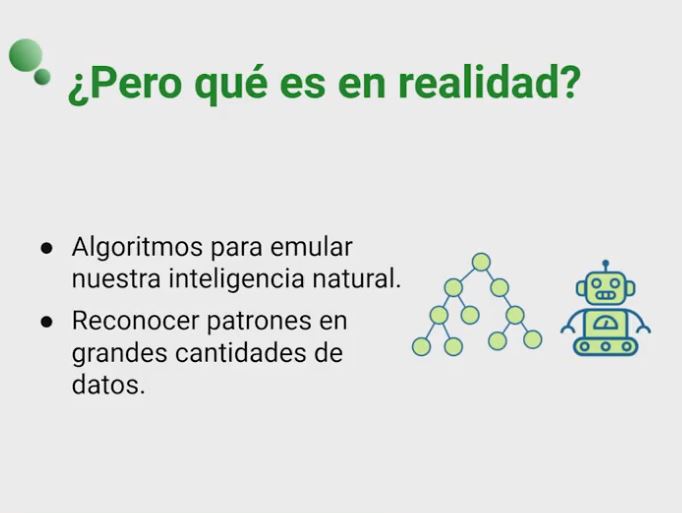 ¿Pero qué es en realidad?
● Algoritmos para emular
nuestra inteligencia natural.
● Reconocer patrones en
grandes cantidades de
datos.